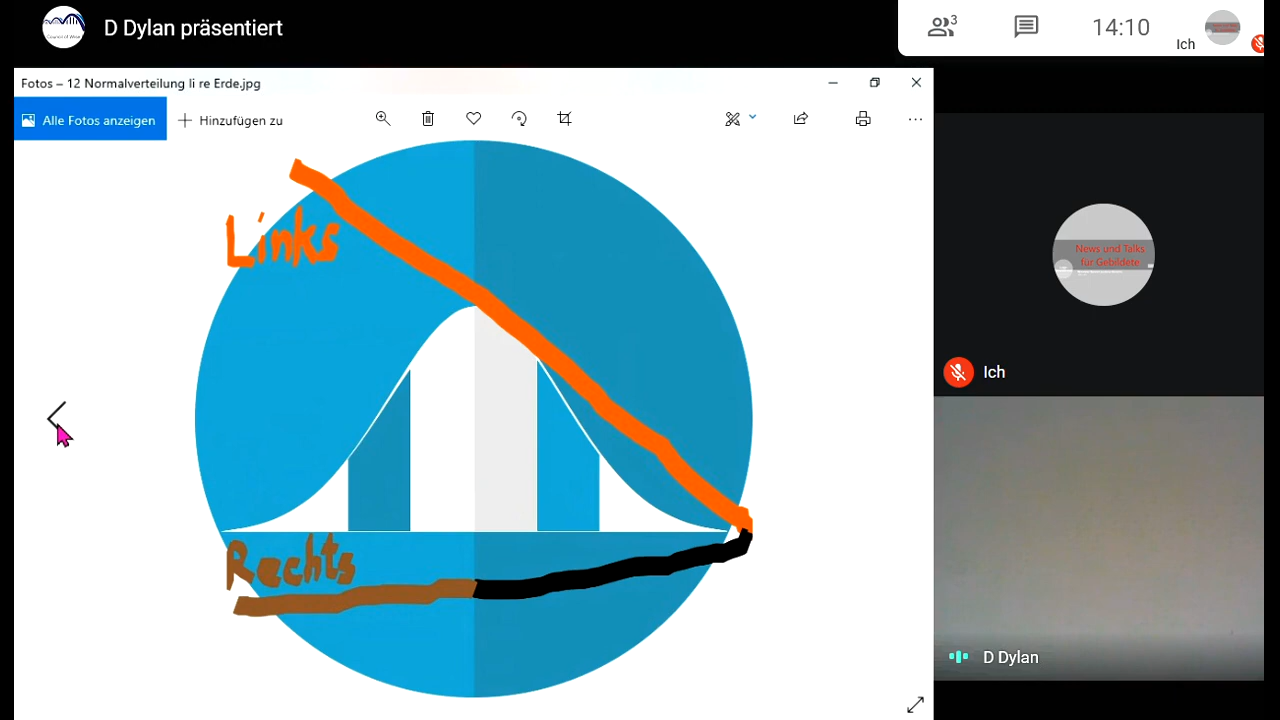 D Dylan präsentiert
3
14:10
Ich
Fotos – 12 Normalverteilung li re Erde.jpg
Alle Fotos anzeigen
Hinzufügen zu
Links
Rechts
News und Talks
für Gebildete
Ich
D Dylan